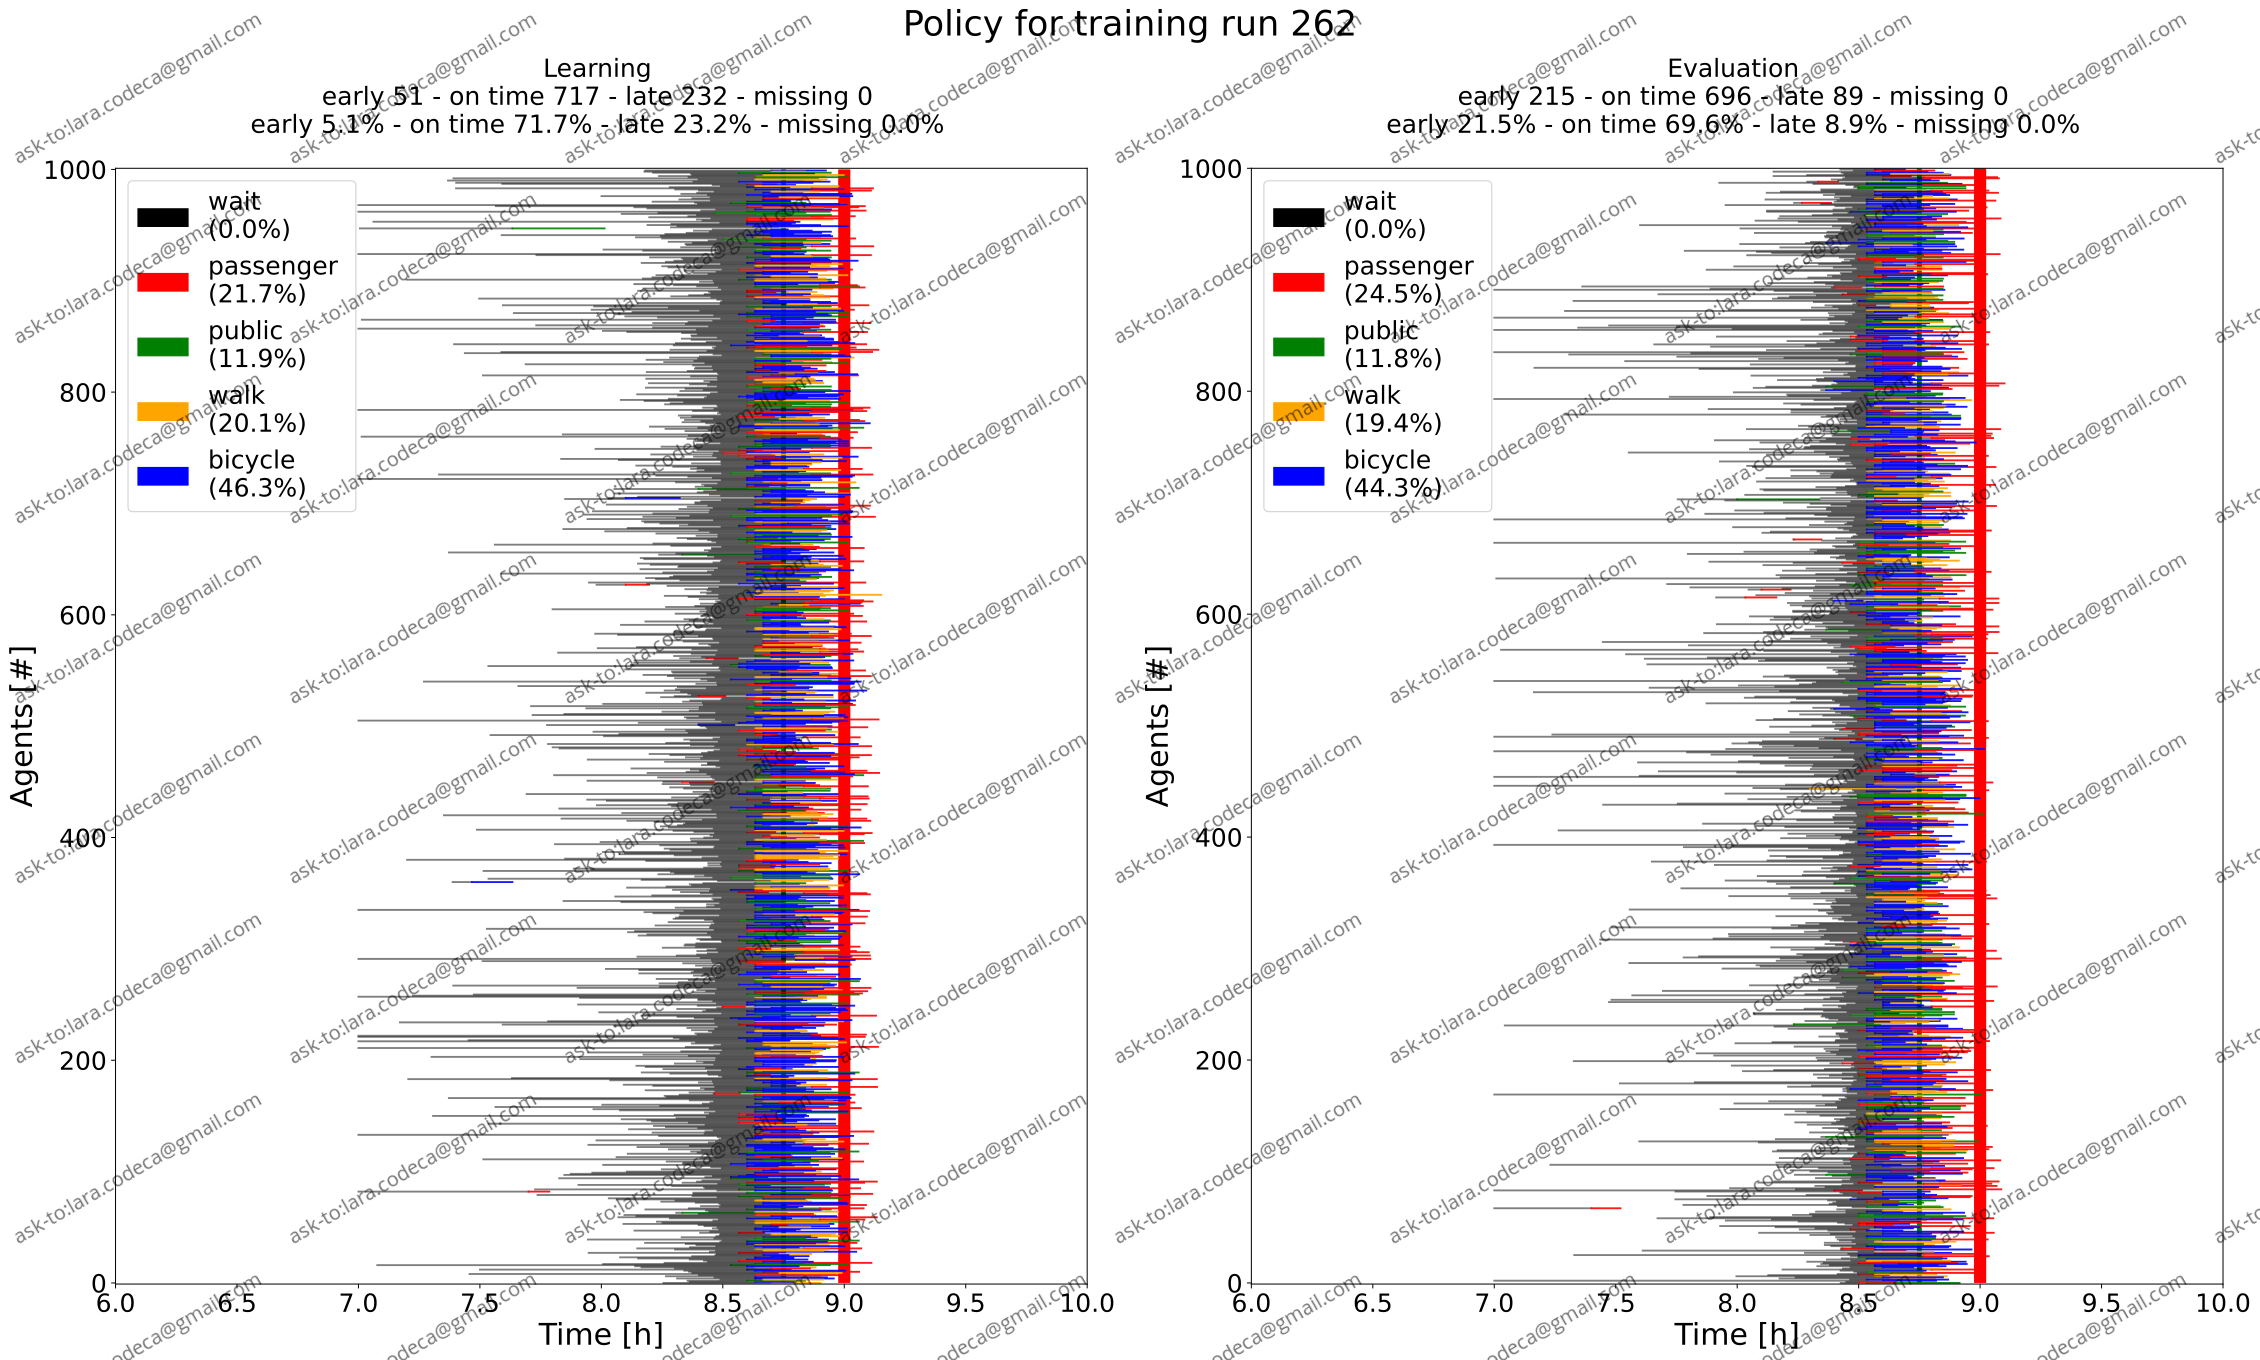 Policy for training run 262
Learning
early 51 - on time 717 - late 232 - missing 0
early 5.1% - on time 71.7% - late 23.2% - missing 0.0%
1000
800
600
400
200
0
Agents [#]
wait
(0.0%)
passenger
(21.7%)
public
(11.9%)
walk
(20.1%)
bicycle
(46.3%)
6.0 6.5 7.0 7.5 8.0 8.5 9.0 9.5 10.0
Time [h]
Evaluation
early 215 - on time 696 - late 89 - missing 0
early 21.5% - on time 69.6% - late 8.9% - missing 0.0%
1000
800
600
400
200
0
Agents [#]
wait
(0.0%)
passenger
(24.5%)
public
(11.8%)
walk
(19.4%)
bicycle
(44.3%)
6.0 6.5 7.0 7.5 8.0 8.5 9.0 9.5 10.0
Time [h]
ask-to:lara.codeca@gmail.com